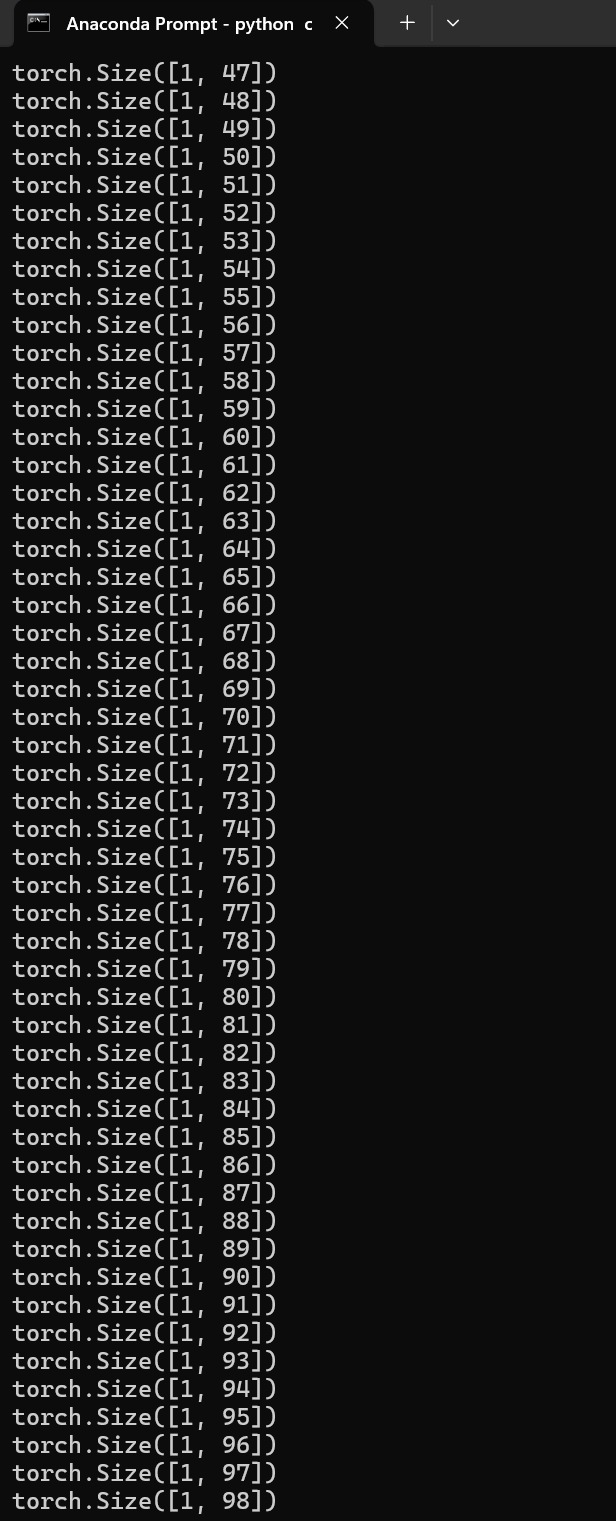 Anaconda Prompt - python c
torch.Size([1, 47])
torch.Size([1, 48])
torch.Size([1, 49])
torch.Size([1, 50])
torch.Size([1, 51])
torch.Size([1, 52])
torch.Size([1, 53])
torch.Size([1, 54])
torch.Size([1, 55])
torch.Size([1, 56])
torch.Size([1, 57])
torch.Size([1, 58])
torch.Size([1, 59])
torch.Size([1, 60])
torch.Size([1, 61])
torch.Size([1, 62])
torch.Size([1, 63])
torch.Size([1, 64])
torch.Size([1, 65])
torch.Size([1, 66])
torch.Size([1, 67])
torch.Size([1, 68])
torch.Size([1, 69])
torch.Size([1, 70])
torch.Size([1, 71])
torch.Size([1, 72])
torch.Size([1, 73])
torch.Size([1, 74])
torch.Size([1, 75])
torch.Size([1, 76])
torch.Size([1, 77])
torch.Size([1, 78])
torch.Size([1, 79])
torch.Size([1, 80])
torch.Size([1, 81])
torch.Size([1, 82])
torch.Size([1, 83])
torch.Size([1, 84])
torch.Size([1, 85])
torch.Size([1, 86])
torch.Size([1, 87])
torch.Size([1, 88])
torch.Size([1, 89])
torch.Size([1, 90])
torch.Size([1, 91])
torch.Size([1, 92])
torch.Size([1, 93])
torch.Size([1, 94])
torch.Size([1, 95])
torch.Size([1, 96])
torch.Size([1, 97])
torch.Size([1, 98])